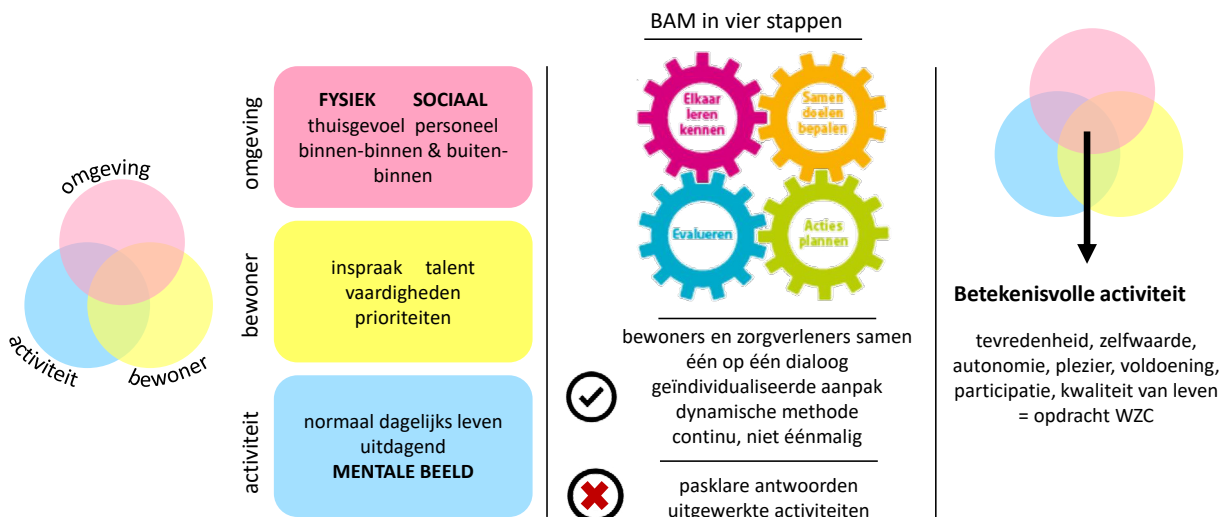 omgeving
activiteit
bewoner
omgeving
FYSIEK SOCIAAL
thuisgevoel personeel
binnen-binnen & buiten-
binnen
bewoner
inspraak talent
vaardigheden
prioriteiten
activiteit
normaal dagelijks leven
uitdagend
MENTALE BEELD
BAM in vier stappen
Elkaar
leren
kennen
Samen
doelen
bepalen
Evalueren
Acties
plannen
bewoners en zorgverleners samen
één op één dialoog
geïndividualiseerde aanpak
dynamische methode
continu, niet éénmalig
pasklare antwoorden
uitgewerkte activiteiten
Betekenisvolle activiteit
tevredenheid, zelfwaarde,
autonomie, plezier, voldoening,
participatie, kwaliteit van leven
= opdracht WZC